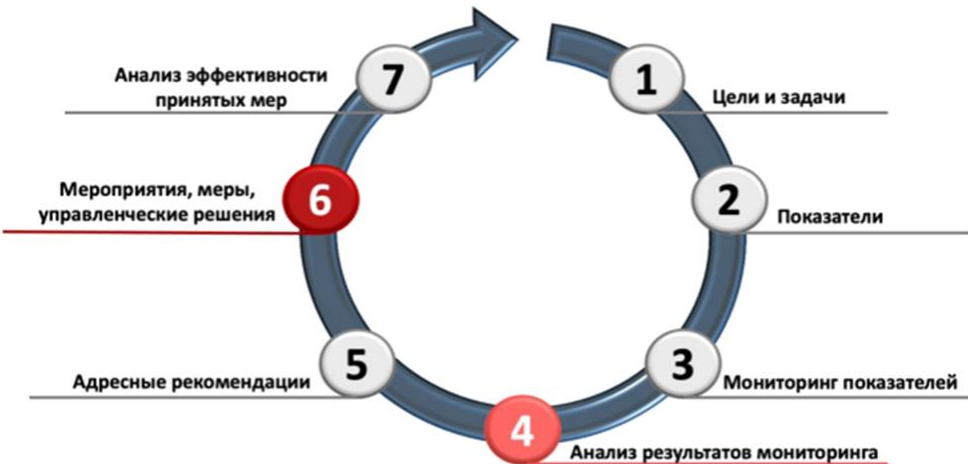 1
Цели и задачи
2
Показатели
3
Мониторинг показателей
4
Анализ результатов мониторинга
5
Адресные рекомендации
6
Мероприятия, меры,
управленческие решения
7
Анализ эффективности
принятых мер